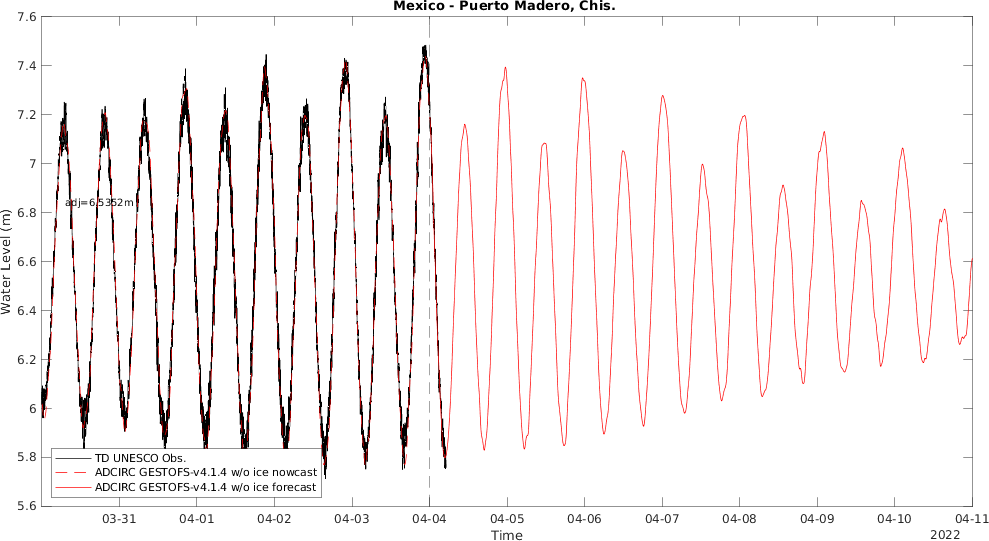 Mexico - Puerto Madero, Chis.
7.6
7.4
7.2
7
6.8
6.6
6.4
6.2
6
5.8
5.6
Water Level (m)
adj=6.5352m
TD UNESCO Obs.
ADCIRC GESTOFS-v4.1.4 w/o ice nowcast
ADCIRC GESTOFS-v4.1.4 w/o ice forecast
03-31 04-01 04-02 04-03 04-04 04-05 04-06 04-07 04-08 04-09 04-10 04-11
Time
2022